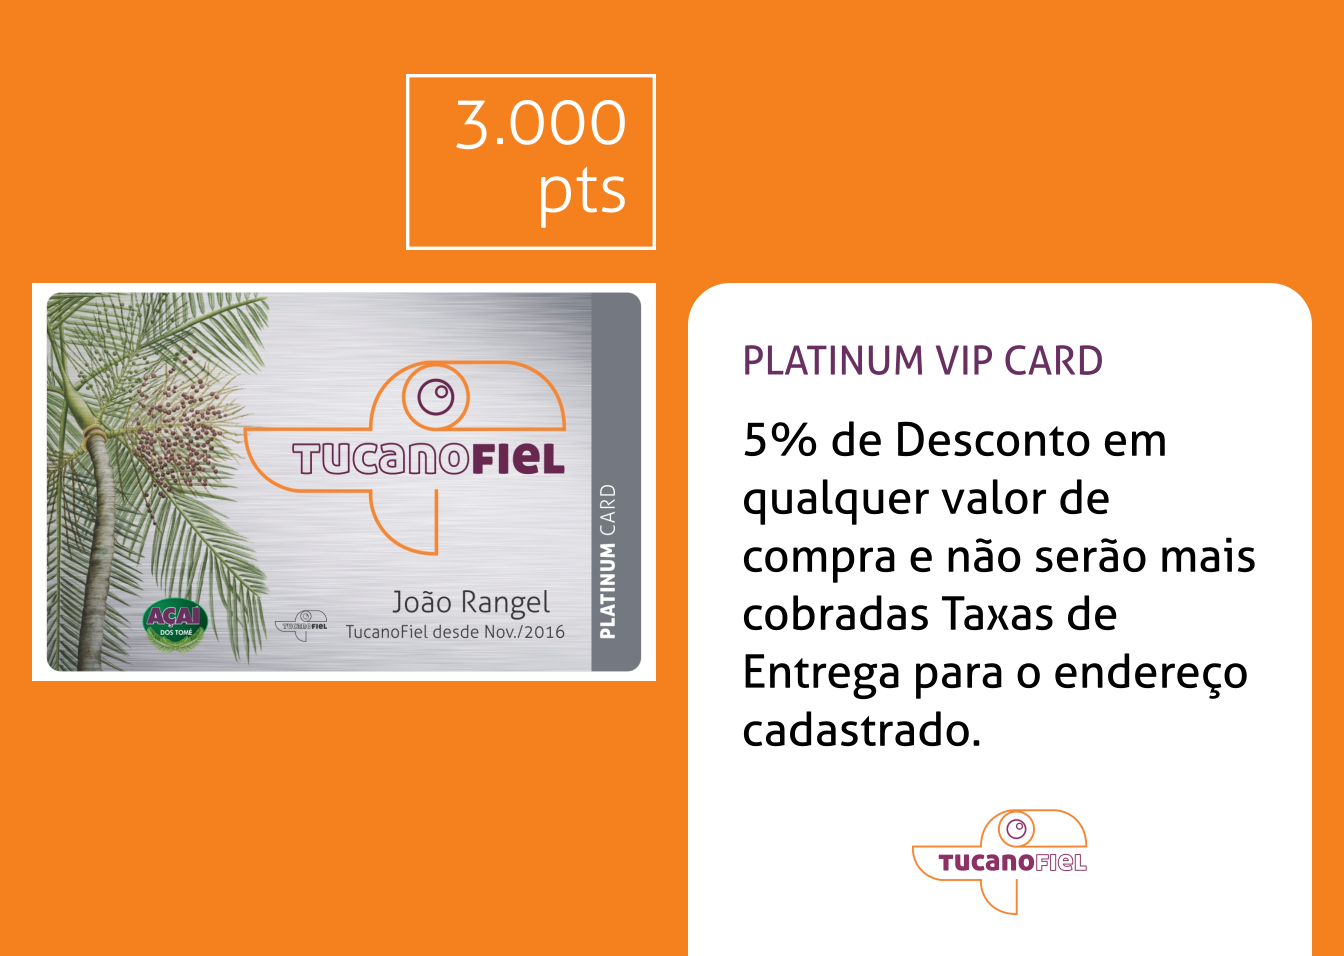 3.000
pts
TUCANOFIEL
PLATINUM CARD
AÇAÍ
DOS TOMÉ
TUCANOFIEL
João Rangel
TucanoFiel desde Nov./2016
PLATINUM VIP CARD
5% de Desconto em
qualquer valor de
compra e não serão mais
cobradas Taxas de
Entrega para o endereço
cadastrado.
TUCANOFIEL